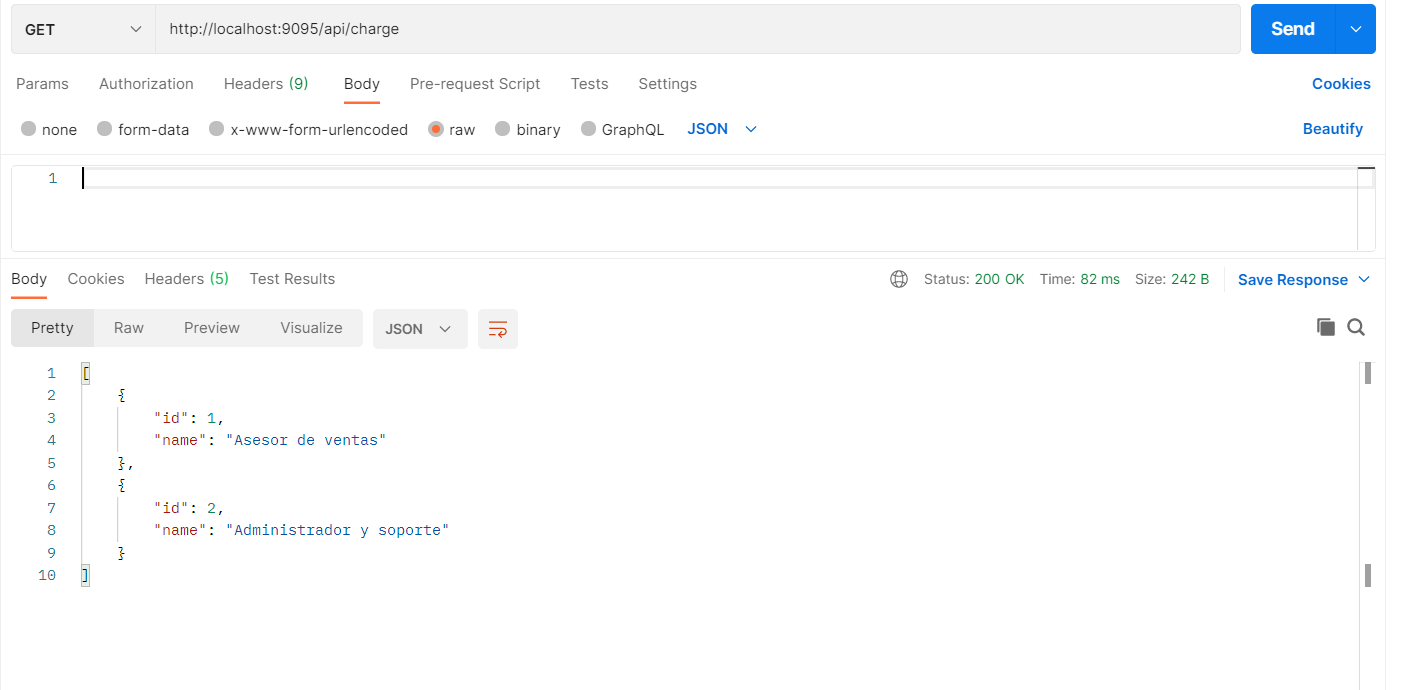 GET http://localhost:9095/api/charge Send
Params Authorization Headers (9) Body Pre-request Script Tests Settings Cookies
none form-data x-www-form-urlencoded raw binary GraphQL JSON Beautify
1
Body Cookies Headers (5) Test Results Status: 200 OK Time: 82 ms Size: 242 B Save Response
Pretty Raw Preview Visualize JSON
1 [
2 {
3 "id": 1,
4 "name": "Asesor de ventas"
5 },
6 {
7 "id": 2,
8 "name": "Administrador y soporte"
9 }
10 ]